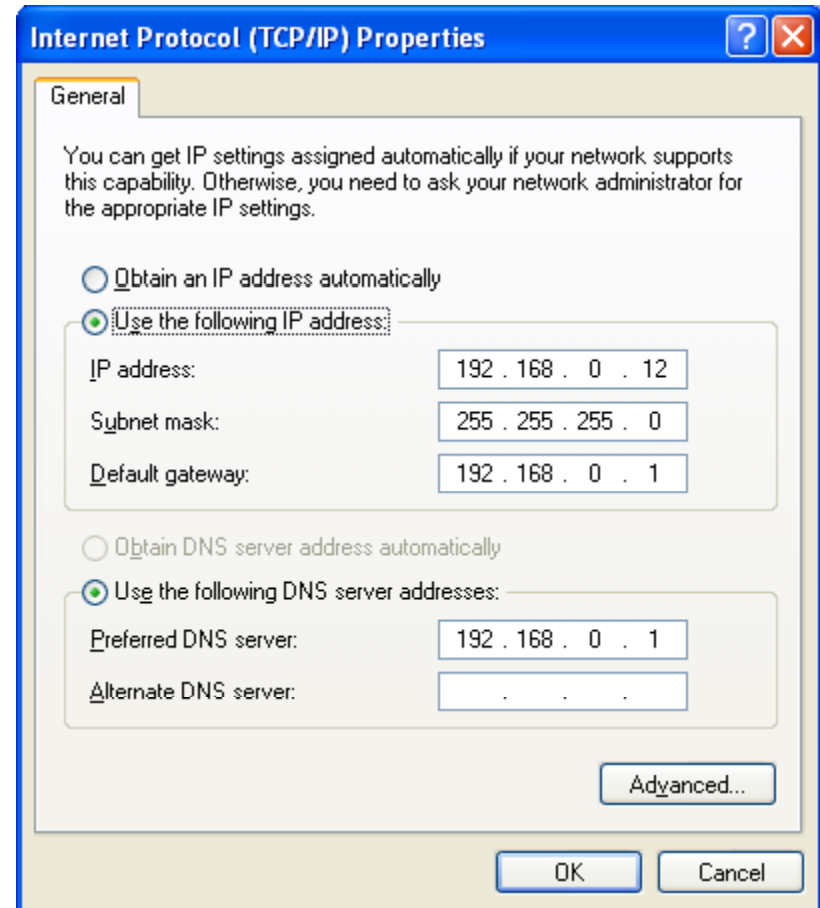 Internet Protocol (TCP/IP) Properties
General
You can get IP settings assigned automatically if your network supports
this capability. Otherwise, you need to ask your network administrator for
the appropriate IP settings.
Obtain an IP address automatically
Use the following IP address:
IP address: 192 . 168 . 0 . 12
Subnet mask: 255 . 255 . 255 . 0
Default gateway: 192 . 168 . 0 . 1
Obtain DNS server address automatically
Use the following DNS server addresses:
Preferred DNS server: 192 . 168 . 0 . 1
Alternate DNS server: . . .
Advanced...
OK Cancel